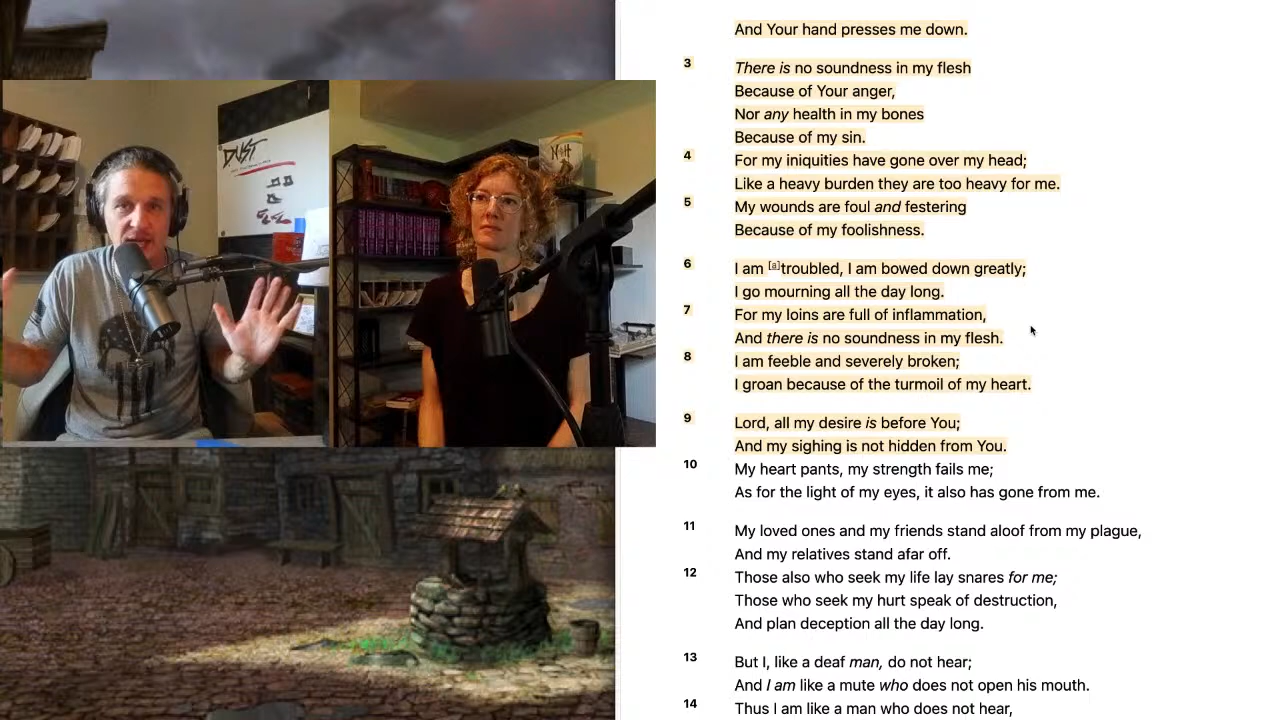 And Your hand presses me down.
3 There is no soundness in my flesh
Because of Your anger,
Nor any health in my bones
Because of my sin.
4 For my iniquities have gone over my head;
Like a heavy burden they are too heavy for me.
5 My wounds are foul and festering
Because of my foolishness.
6 I am [a]troubled, I am bowed down greatly;
I go mourning all the day long.
7 For my loins are full of inflammation,
And there is no soundness in my flesh.
8 I am feeble and severely broken;
I groan because of the turmoil of my heart.
9 Lord, all my desire is before You;
And my sighing is not hidden from You.
10 My heart pants, my strength fails me;
As for the light of my eyes, it also has gone from me.
11 My loved ones and my friends stand aloof from my plague,
And my relatives stand afar off.
12 Those also who seek my life lay snares for me;
Those who seek my hurt speak of destruction,
And plan deception all the day long.
13 But I, like a deaf man, do not hear;
And I am like a mute who does not open his mouth.
14 Thus I am like a man who does not hear,
DUST